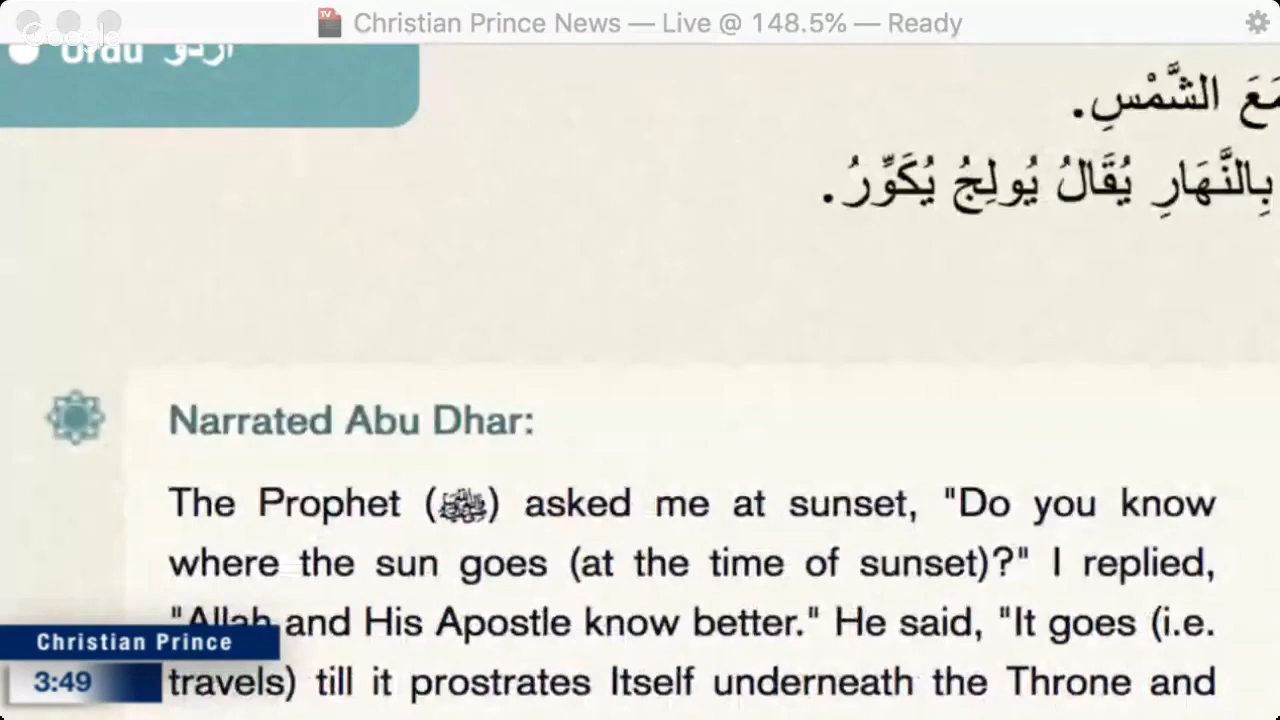 Christian Prince News — Live @ 148.5% — Ready
Google
Urdu اردو
مَعَ الشَّمْسِ.
بِالنَّهَارِ يُقَالُ يُولِجُ يُكَوِّرُ.
Narrated Abu Dhar:
The Prophet (ﷺ) asked me at sunset, "Do you know
where the sun goes (at the time of sunset)?" I replied,
"Allah and His Apostle know better." He said, "It goes (i.e.
travels) till it prostrates Itself underneath the Throne and
Christian Prince
3:49